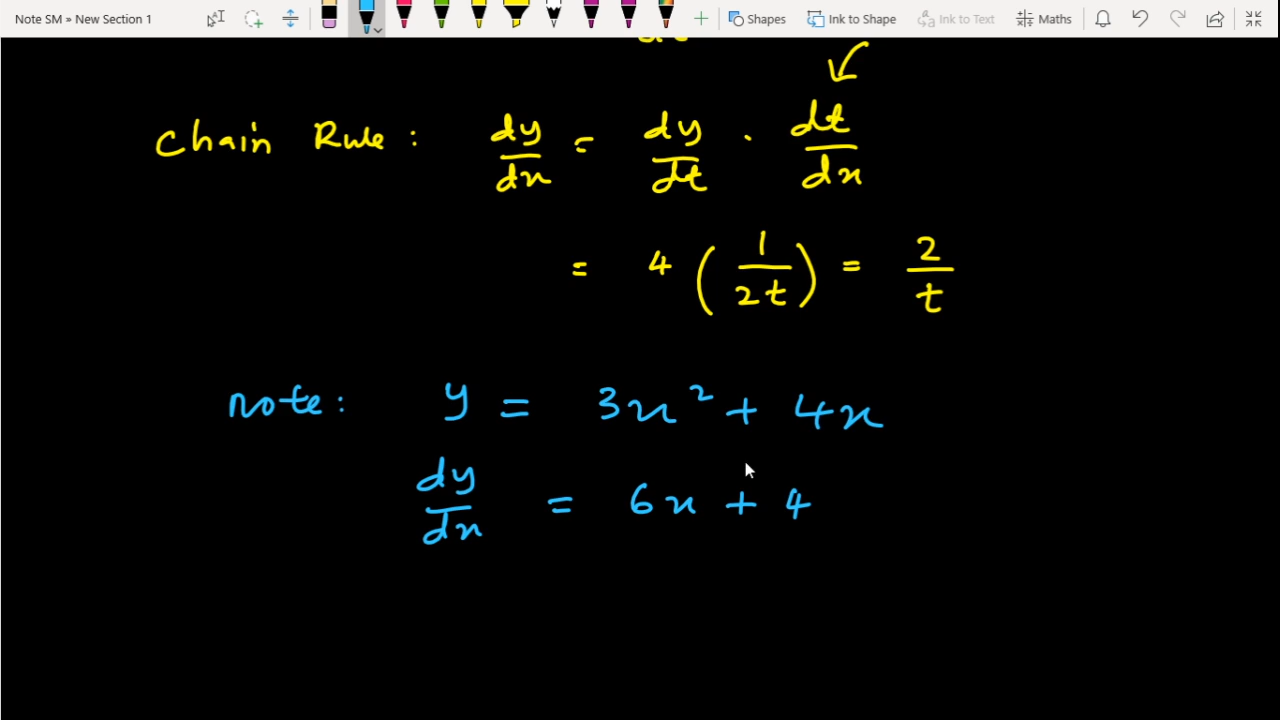 Note SM » New Section 1
Shapes
Ink to Shape
Ink to Text
Maths
Chain Rule: dy/dx = dy/dt · dt/dx
= 4 (1/2t) = 2/t
note: y = 3x² + 4x
dy/dx = 6x + 4